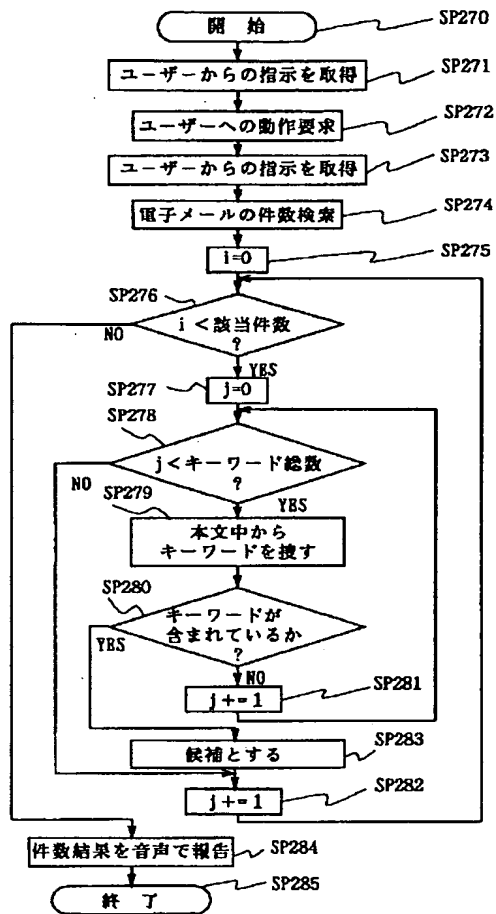 開 始
SP270
ユーザーからの指示を取得
SP271
ユーザーへの動作要求
SP272
ユーザーからの指示を取得
SP273
電子メールの件数検索
SP274
i=0
SP275
SP276
i<該当件数
?
NO
YES
SP277
j=0
SP278
j<キーワード総数
?
NO
YES
SP279
本文中から
キーワードを捜す
SP280
キーワードが
含まれているか
?
YES
NO
j+=1
SP281
候補とする
SP283
j+=1
SP282
件数結果を音声で報告
SP284
終 了
SP285